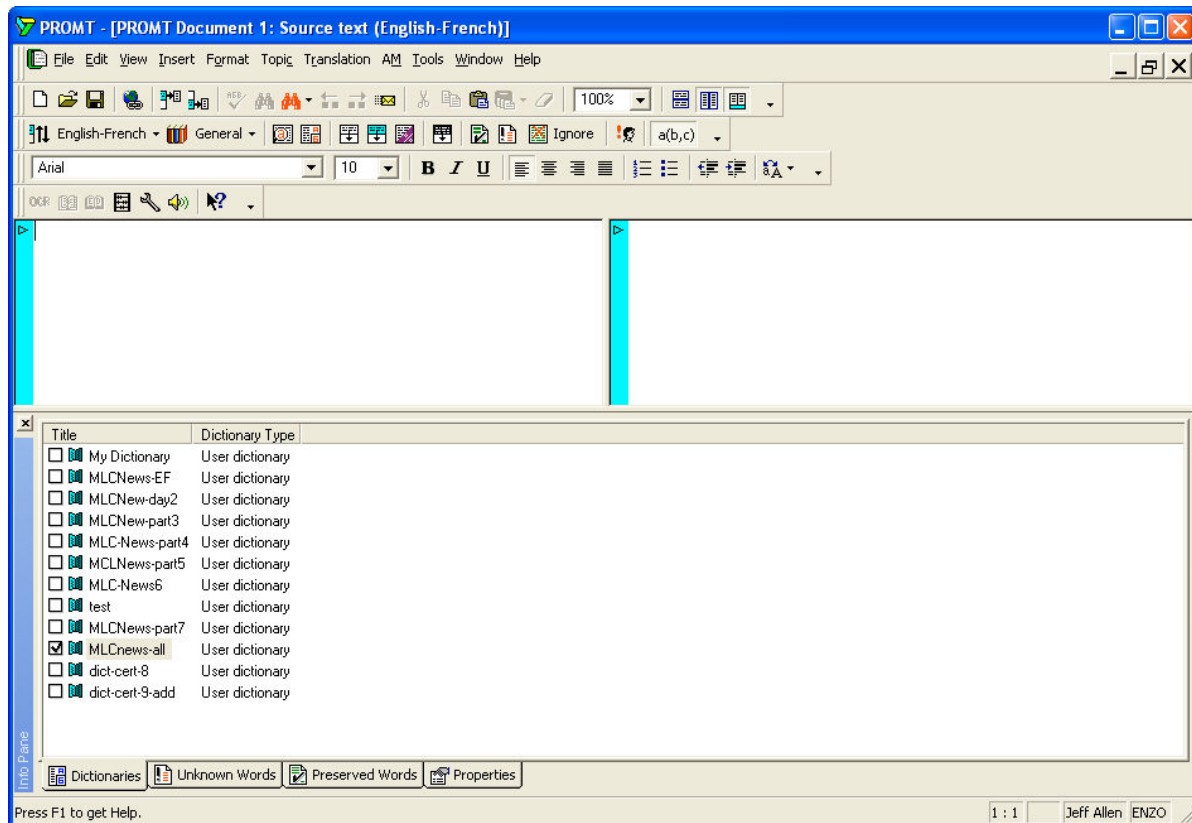 PROMT - [PROMT Document 1: Source text (English-French)]
File Edit View Insert Format Topic Translation AM Tools Window Help
100%
English-French General Ignore a(b,c)
Arial 10 B I U
OCR
Title Dictionary Type
My Dictionary User dictionary
MLCNews-EF User dictionary
MLCNew-day2 User dictionary
MLCNew-part3 User dictionary
MLC-News-part4 User dictionary
MCLNews-part5 User dictionary
MLC-News6 User dictionary
test User dictionary
MLCNews-part7 User dictionary
MLCnews-all User dictionary
dict-cert-8 User dictionary
dict-cert-9-add User dictionary
Info Pane
Dictionaries Unknown Words Preserved Words Properties
Press F1 to get Help. 1 : 1 Jeff Allen ENZO